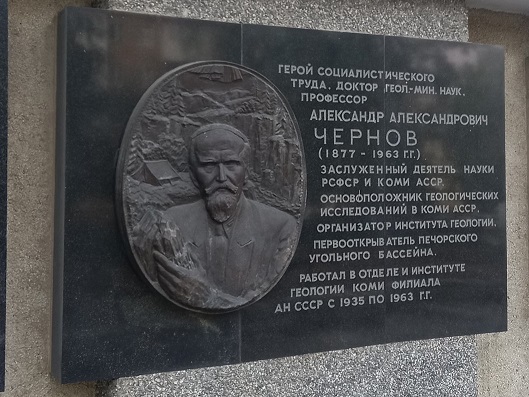 ГЕРОЙ СОЦИАЛИСТИЧЕСКОГО
ТРУДА, ДОКТОР ГЕОЛ.-МИН. НАУК,
ПРОФЕССОР
АЛЕКСАНДР АЛЕКСАНДРОВИЧ
ЧЕРНОВ
(1877 - 1963 Г.Г.)
ЗАСЛУЖЕННЫЙ ДЕЯТЕЛЬ НАУКИ
РСФСР И КОМИ АССР,
ОСНОВОПОЛОЖНИК ГЕОЛОГИЧЕСКИХ
ИССЛЕДОВАНИЙ В КОМИ АССР,
ОРГАНИЗАТОР ИНСТИТУТА ГЕОЛОГИИ,
ПЕРВООТКРЫВАТЕЛЬ ПЕЧОРСКОГО
УГОЛЬНОГО БАССЕЙНА.
РАБОТАЛ В ОТДЕЛЕ И ИНСТИТУТЕ
ГЕОЛОГИИ КОМИ ФИЛИАЛА
АН СССР С 1935 ПО 1963 Г.Г.